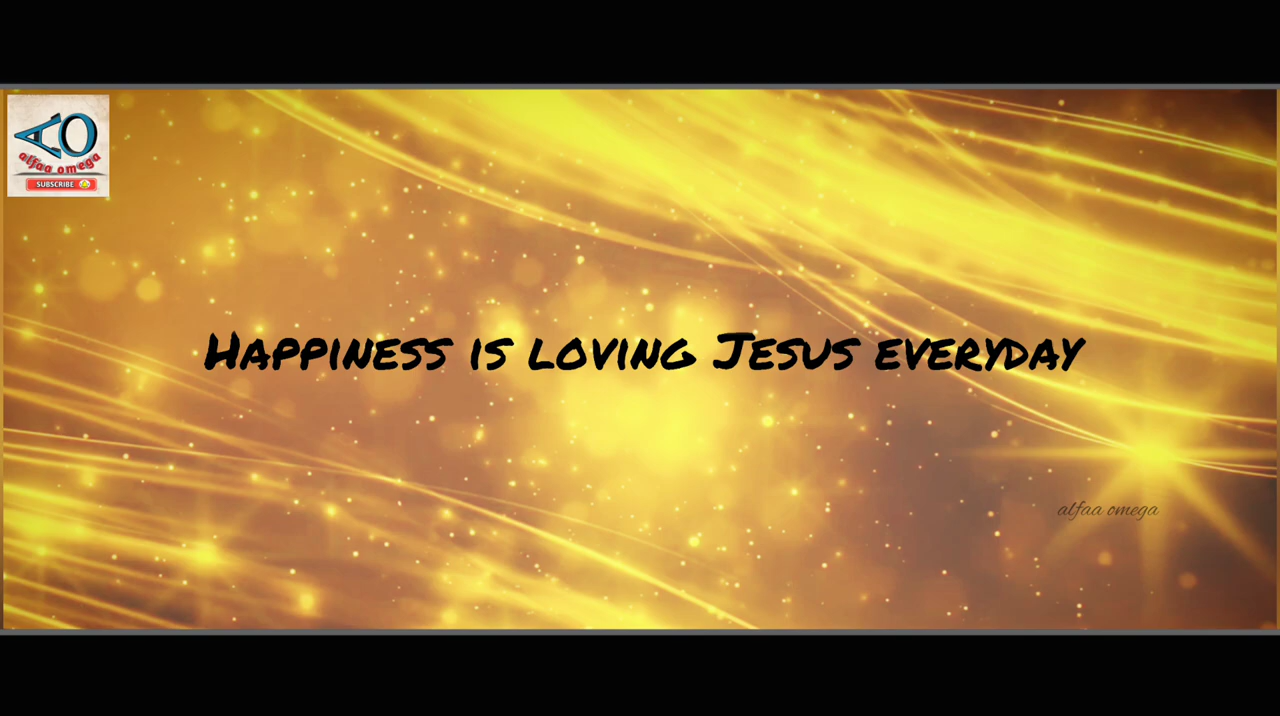 AO
alfaa omega
SUBSCRIBE
Happiness is loving Jesus everyday
alfaa omega